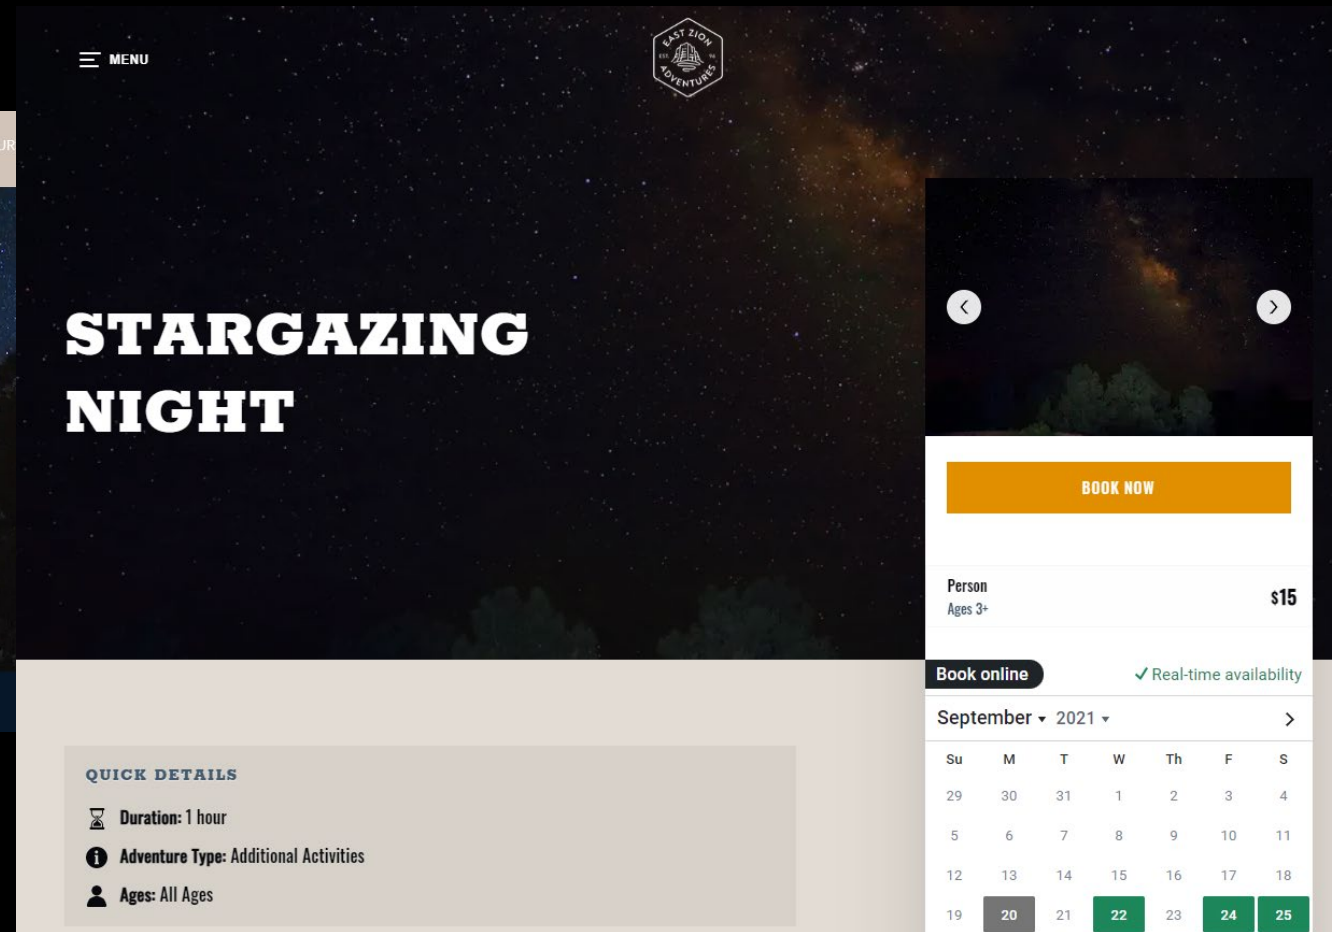 UR
MENU
EAST ZION
EST. 96
ADVENTURES
STARGAZING
NIGHT
BOOK NOW
Person
Ages 3+
$15
Book online
Real-time availability
September 2021
Su M T W Th F S
29 30 31 1 2 3 4
5 6 7 8 9 10 11
12 13 14 15 16 17 18
19 20 21 22 23 24 25
QUICK DETAILS
Duration: 1 hour
Adventure Type: Additional Activities
Ages: All Ages